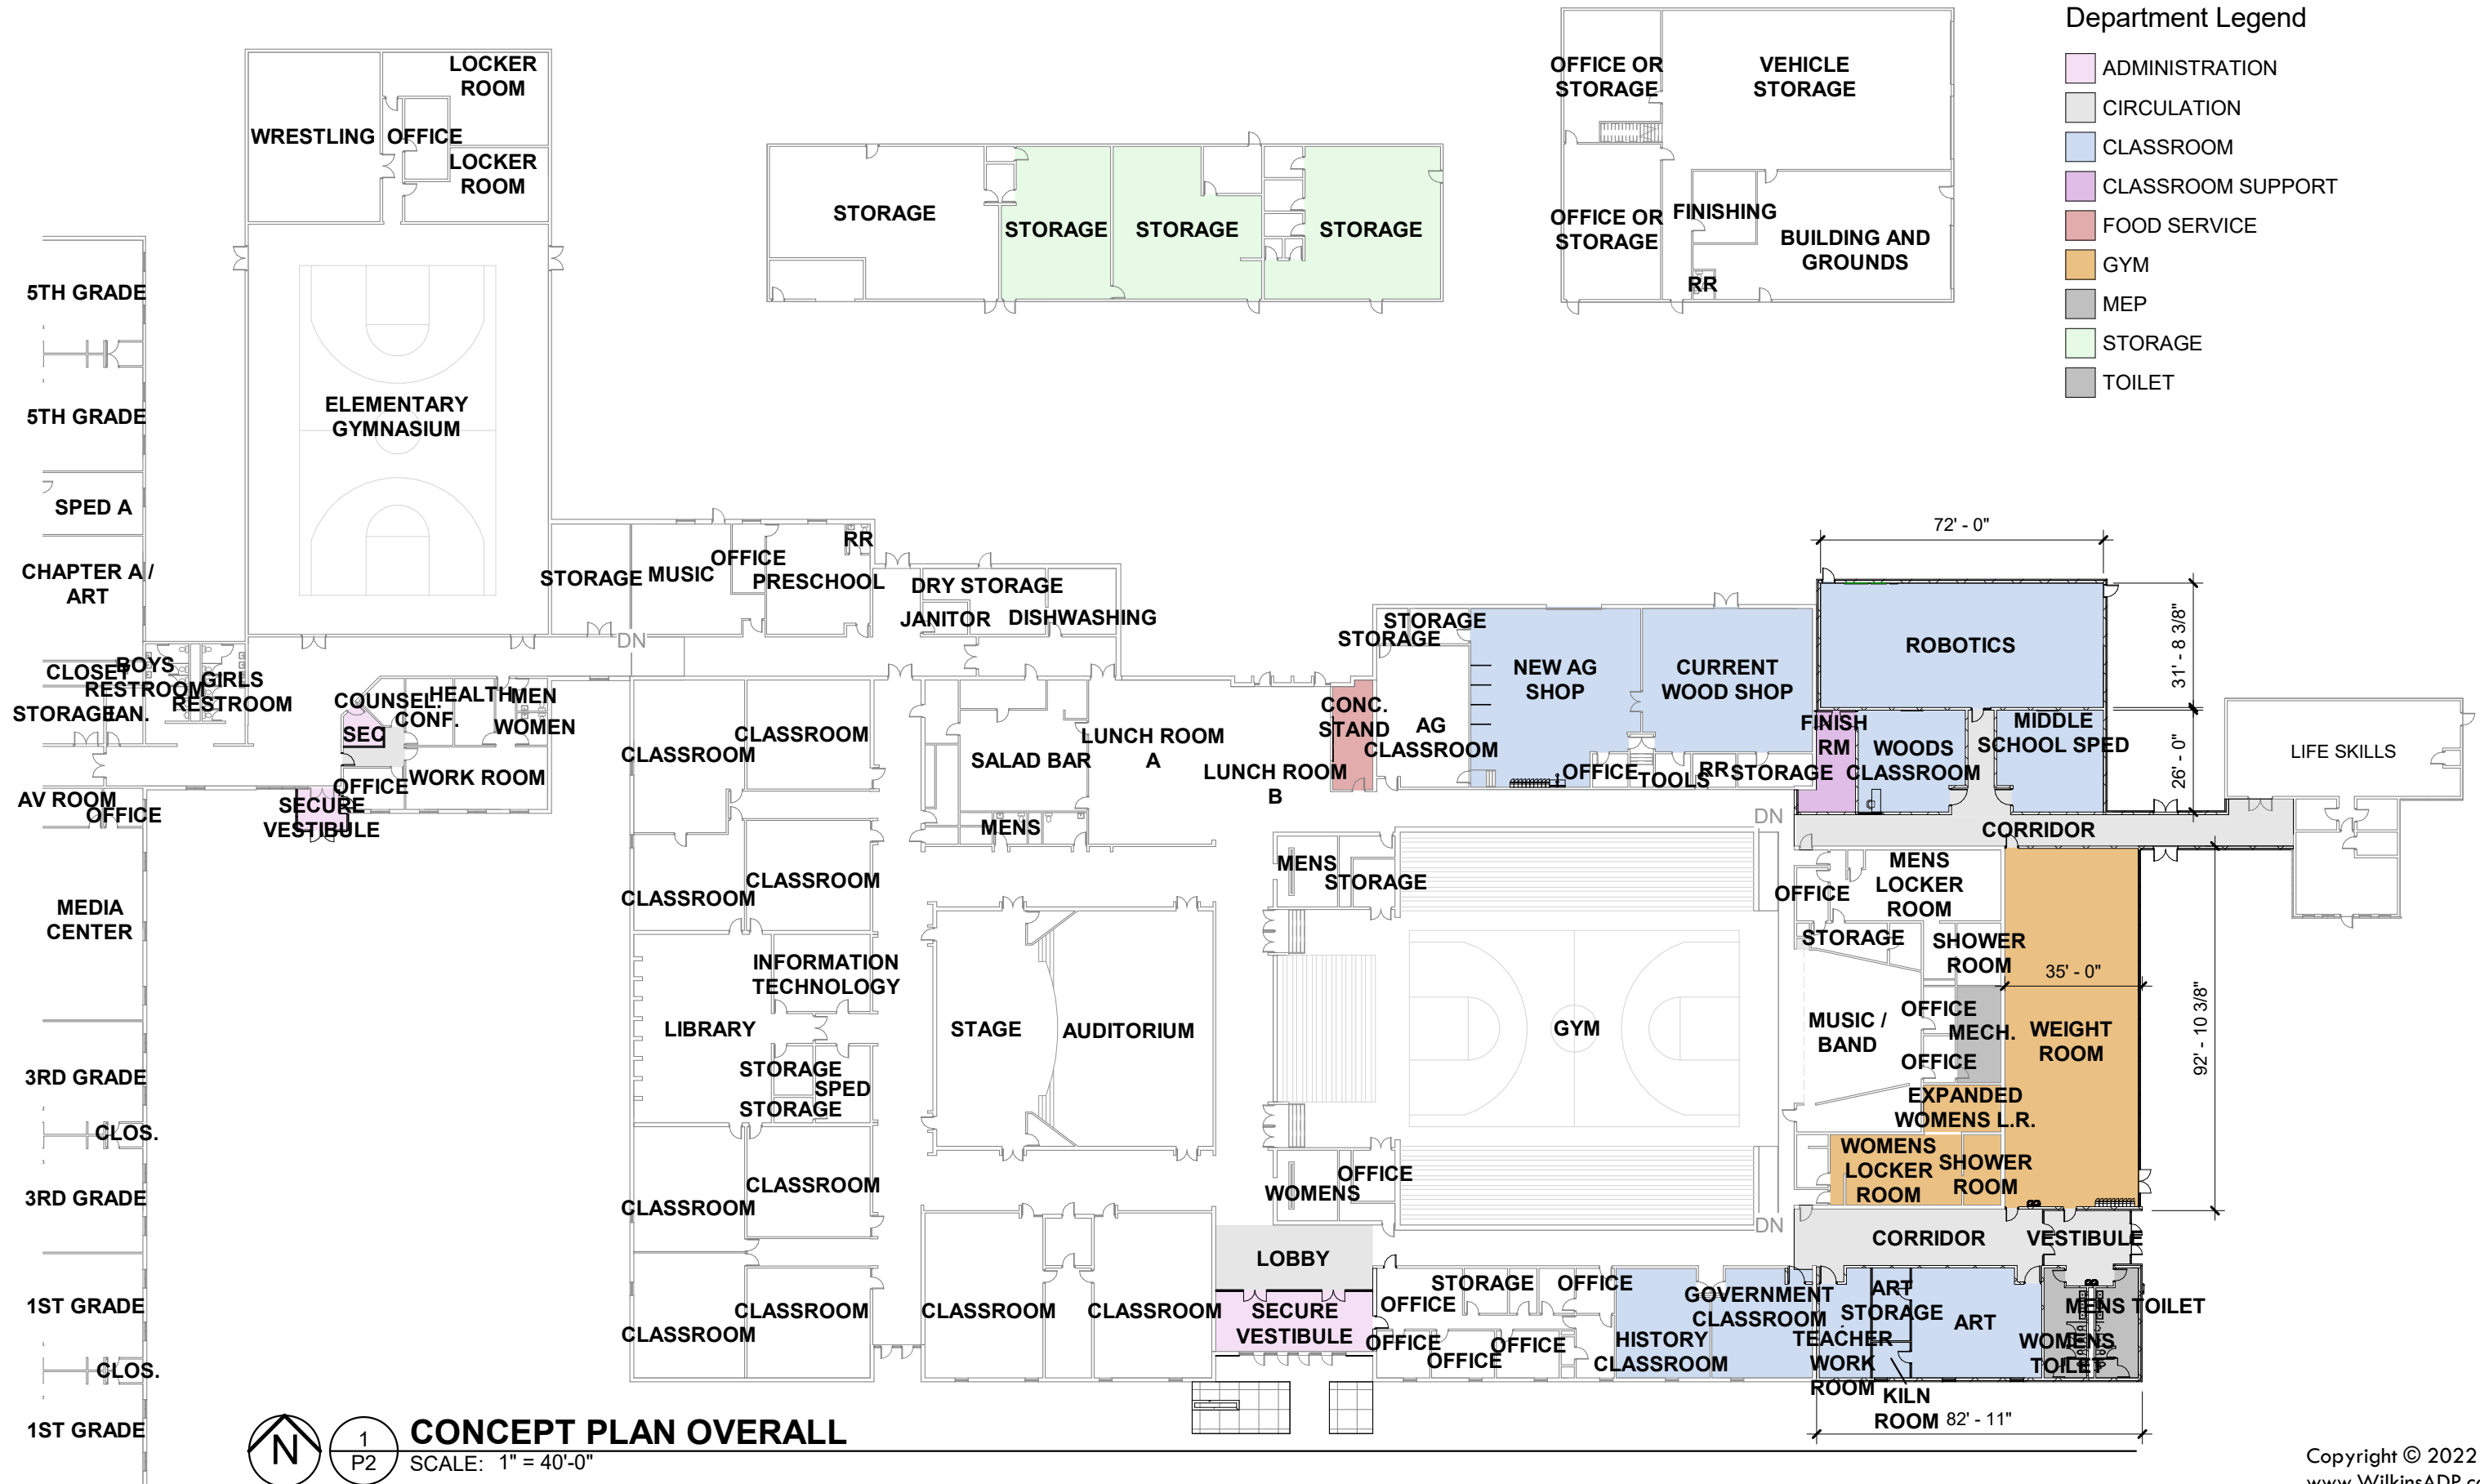 Department Legend
ADMINISTRATION
CIRCULATION
CLASSROOM
CLASSROOM SUPPORT
FOOD SERVICE
GYM
MEP
STORAGE
TOILET
LOCKER
ROOM
WRESTLING
OFFICE
LOCKER
ROOM
STORAGE
STORAGE
STORAGE
STORAGE
OFFICE OR
STORAGE
VEHICLE
STORAGE
OFFICE OR
STORAGE
FINISHING
BUILDING AND
GROUNDS
RR
5TH GRADE
5TH GRADE
SPED A
CHAPTER A /
ART
ELEMENTARY
GYMNASIUM
STORAGE
MUSIC
OFFICE
PRESCHOOL
RR
DRY STORAGE
JANITOR
DISHWASHING
DN
CLOSET
BOYS
RESTROOM
GIRLS
RESTROOM
STORAGE
JAN.
COUNSEL.
HEALTH
MEN
CONF.
WOMEN
SEC
OFFICE
WORK ROOM
SECURE
VESTIBULE
AV ROOM
OFFICE
MEDIA
CENTER
3RD GRADE
CLOS.
3RD GRADE
1ST GRADE
CLOS.
1ST GRADE
CLASSROOM
CLASSROOM
SALAD BAR
LUNCH ROOM
A
LUNCH ROOM
B
CONC.
STAND
MENS
CLASSROOM
CLASSROOM
INFORMATION
TECHNOLOGY
LIBRARY
STORAGE
SPED
STORAGE
STAGE
AUDITORIUM
CLASSROOM
CLASSROOM
CLASSROOM
CLASSROOM
CLASSROOM
CLASSROOM
STORAGE
STORAGE
AG
CLASSROOM
NEW AG
SHOP
CURRENT
WOOD SHOP
OFFICE
TOOLS
RR
STORAGE
72' - 0"
ROBOTICS
31' - 8 3/8"
FINISH
RM
WOODS
CLASSROOM
MIDDLE
SCHOOL SPED
26' - 0"
LIFE SKILLS
DN
CORRIDOR
MENS
STORAGE
GYM
WOMENS
OFFICE
DN
OFFICE
MENS
LOCKER
ROOM
STORAGE
SHOWER
ROOM
35' - 0"
MUSIC /
BAND
OFFICE
MECH.
OFFICE
WEIGHT
ROOM
92' - 10 3/8"
EXPANDED
WOMENS L.R.
WOMENS
LOCKER
ROOM
SHOWER
ROOM
CORRIDOR
VESTIBULE
LOBBY
SECURE
VESTIBULE
OFFICE
STORAGE
OFFICE
OFFICE
OFFICE
OFFICE
HISTORY
CLASSROOM
GOVERNMENT
CLASSROOM
TEACHER
WORK
ROOM
ART
STORAGE
ART
KILN
ROOM
WOMENS
TOILET
MENS TOILET
82' - 11"
N
1
P2
CONCEPT PLAN OVERALL
SCALE: 1" = 40'-0"
Copyright © 2022